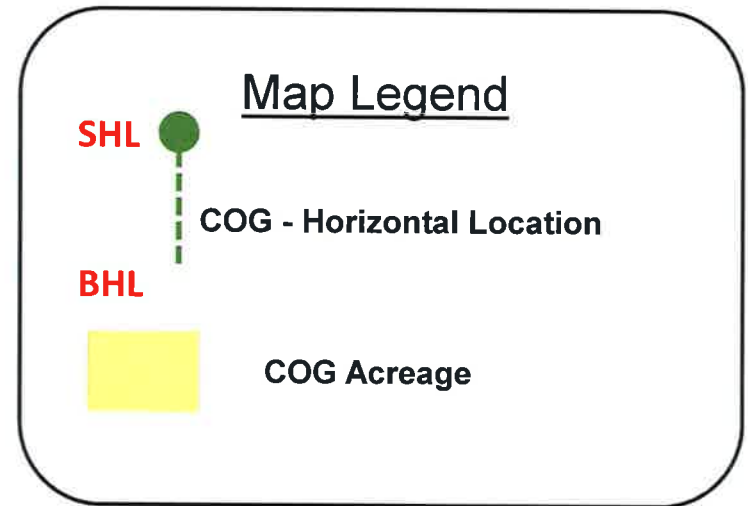 Map Legend
SHL
COG - Horizontal Location
BHL
COG Acreage